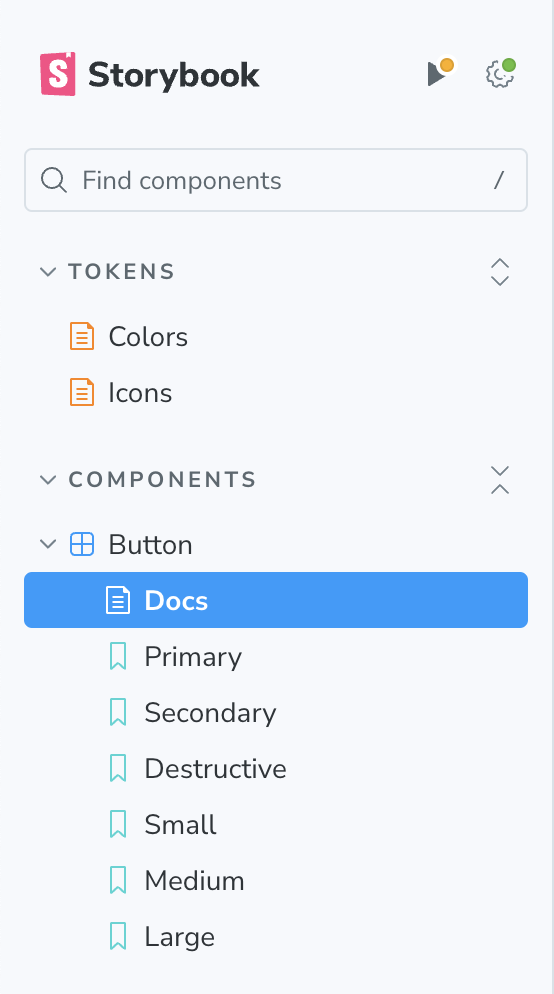 Storybook
Find components /
TOKENS
Colors
Icons
COMPONENTS
Button
Docs
Primary
Secondary
Destructive
Small
Medium
Large